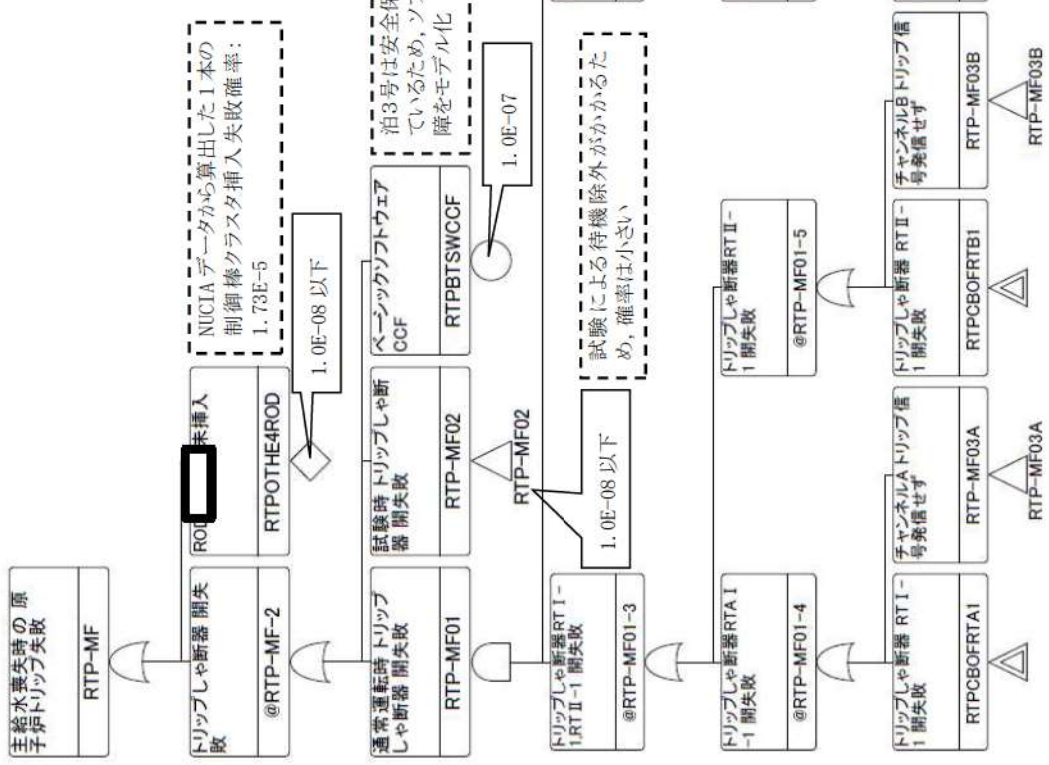 主給水喪失時の 原
子炉トリップ失敗
RTP-MF
トリップしゃ断器 開失
敗
@RTP-MF-2
ROD
未挿入
RTPOTHE4ROD
NUCIA データから算出した 1 本の
制御棒クラスタ挿入失敗確率:
1.73E-5
1.0E-08 以下
通常運転時 トリップ
しゃ断器 開失敗
RTP-MF01
試験時 トリップしゃ断
器 開失敗
RTP-MF02
RTP-MF02
ベーシックソフトウェア
CCF
RTPBTSWCCF
泊3号は安全保
ているため,ソフ
障をモデル化
1.0E-07
1.0E-08 以下
試験による待機除外がかかるた
め,確率は小さい
トリップしゃ断器RTⅠ-
1,RTⅡ-1 開失敗
@RTP-MF01-3
トリップしゃ断器RTAⅠ
-1 開失敗
@RTP-MF01-4
トリップしゃ断器RTⅡ-
1 開失敗
@RTP-MF01-5
トリップしゃ断器 RTⅠ-
1 開失敗
RTPCBOFRTA1
チャンネルA トリップ信
号発信せず
RTP-MF03A
RTP-MF03A
トリップしゃ断器 RTⅡ-
1 開失敗
RTPCBOFRTB1
チャンネルB トリップ信
号発信せず
RTP-MF03B
RTP-MF03B